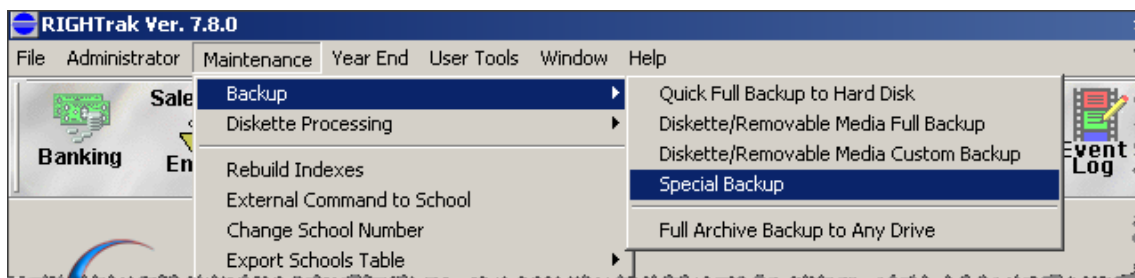 RIGHTrak Ver. 7.8.0
File Administrator Maintenance Year End User Tools Window Help
Banking
Sale
En
Backup
Diskette Processing
Rebuild Indexes
External Command to School
Change School Number
Export Schools Table
Quick Full Backup to Hard Disk
Diskette/Removable Media Full Backup
Diskette/Removable Media Custom Backup
Special Backup
Full Archive Backup to Any Drive
Event
Log